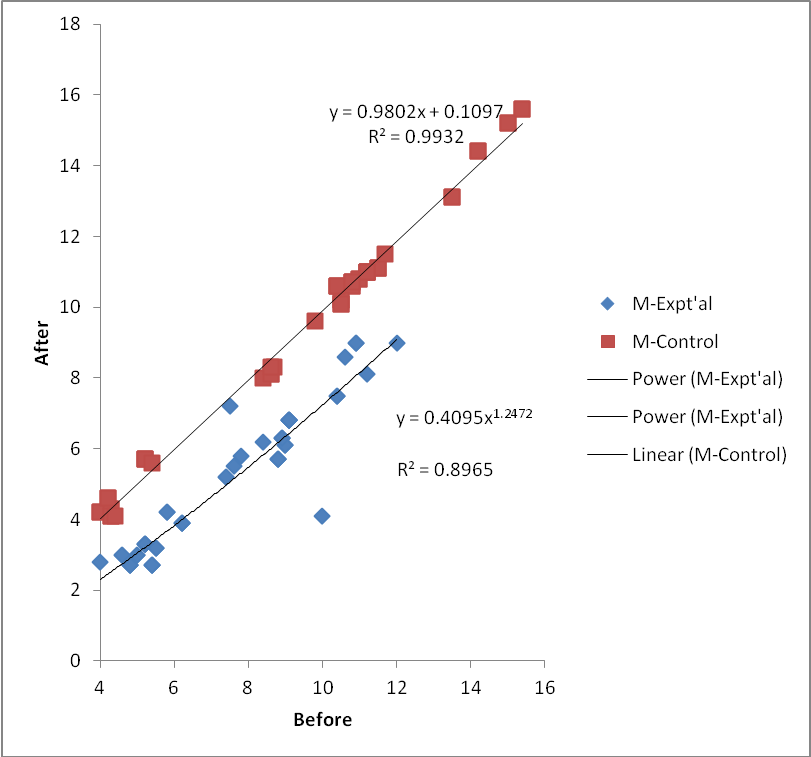 18
16
14
12
10
8
6
4
2
0
After
y = 0.9802x + 0.1097
R² = 0.9932
y = 0.4095x^1.2472
R² = 0.8965
4 6 8 10 12 14 16
Before
M-Expt'al
M-Control
Power (M-Expt'al)
Power (M-Expt'al)
Linear (M-Control)